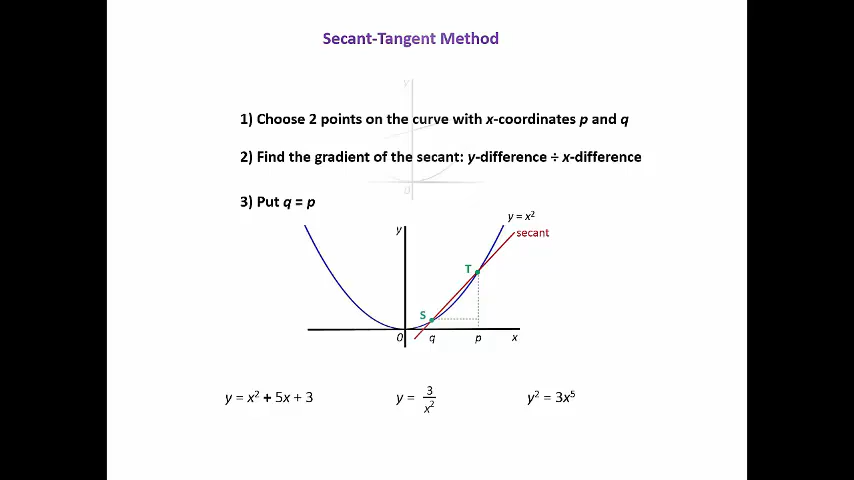 Secant-Tangent Method
y
1) Choose 2 points on the curve with x-coordinates p and q
2) Find the gradient of the secant: y-difference ÷ x-difference
0
3) Put q = p
y = x²
y
secant
T
S
0 q p x
y = x² + 5x + 3 y = 3/x² y² = 3x⁵